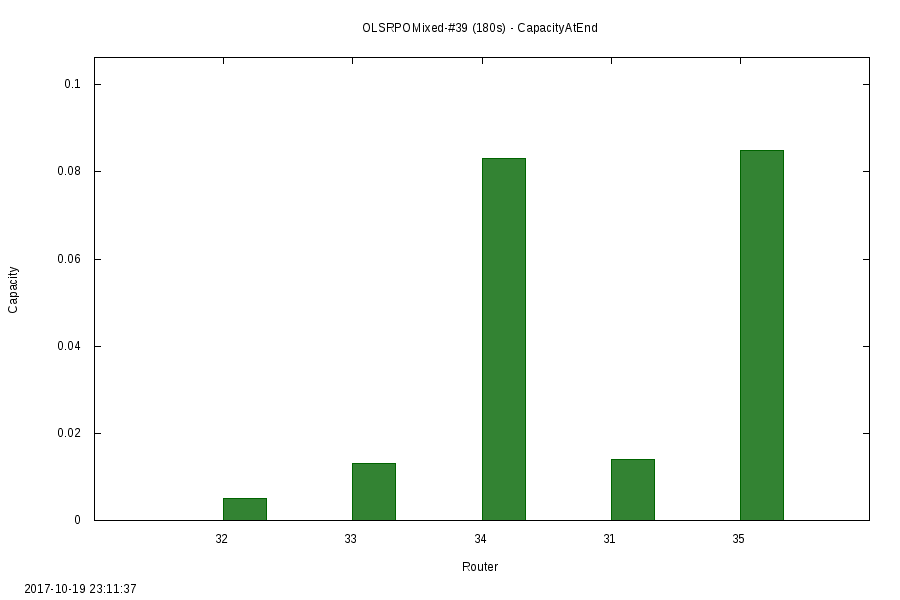 OLSRPOMixed-#39 (180s) - CapacityAtEnd
0.1
0.08
0.06
0.04
0.02
0
Capacity
32 33 34 31 35
Router
2017-10-19 23:11:37